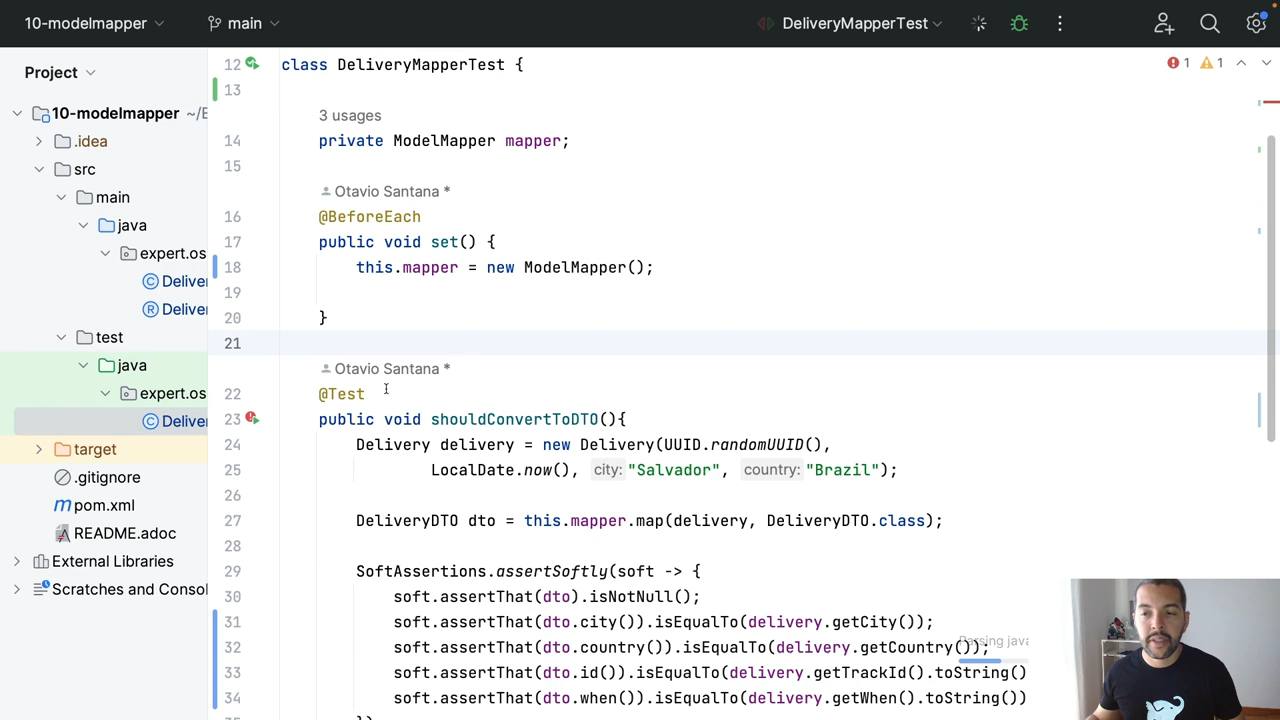 10-modelmapper
main
DeliveryMapperTest
Project
10-modelmapper
.idea
src
main
java
expert.os
Deliver
Deliver
test
java
expert.os
Deliver
target
.gitignore
pom.xml
README.adoc
External Libraries
Scratches and Consol
1 1
12 class DeliveryMapperTest {
13
3 usages
14 private ModelMapper mapper;
15
Otavio Santana *
16 @BeforeEach
17 public void set() {
18 this.mapper = new ModelMapper();
19
20 }
21
Otavio Santana *
22 @Test
23 public void shouldConvertToDTO(){
24 Delivery delivery = new Delivery(UUID.randomUUID(),
25 LocalDate.now(), city: "Salvador", country: "Brazil");
26
27 DeliveryDTO dto = this.mapper.map(delivery, DeliveryDTO.class);
28
29 SoftAssertions.assertSoftly(soft -> {
30 soft.assertThat(dto).isNotNull();
31 soft.assertThat(dto.city()).isEqualTo(delivery.getCity());
32 soft.assertThat(dto.country()).isEqualTo(delivery.getCountry());
33 soft.assertThat(dto.id()).isEqualTo(delivery.getTrackId().toString()
34 soft.assertThat(dto.when()).isEqualTo(delivery.getWhen().toString())
Parsing java